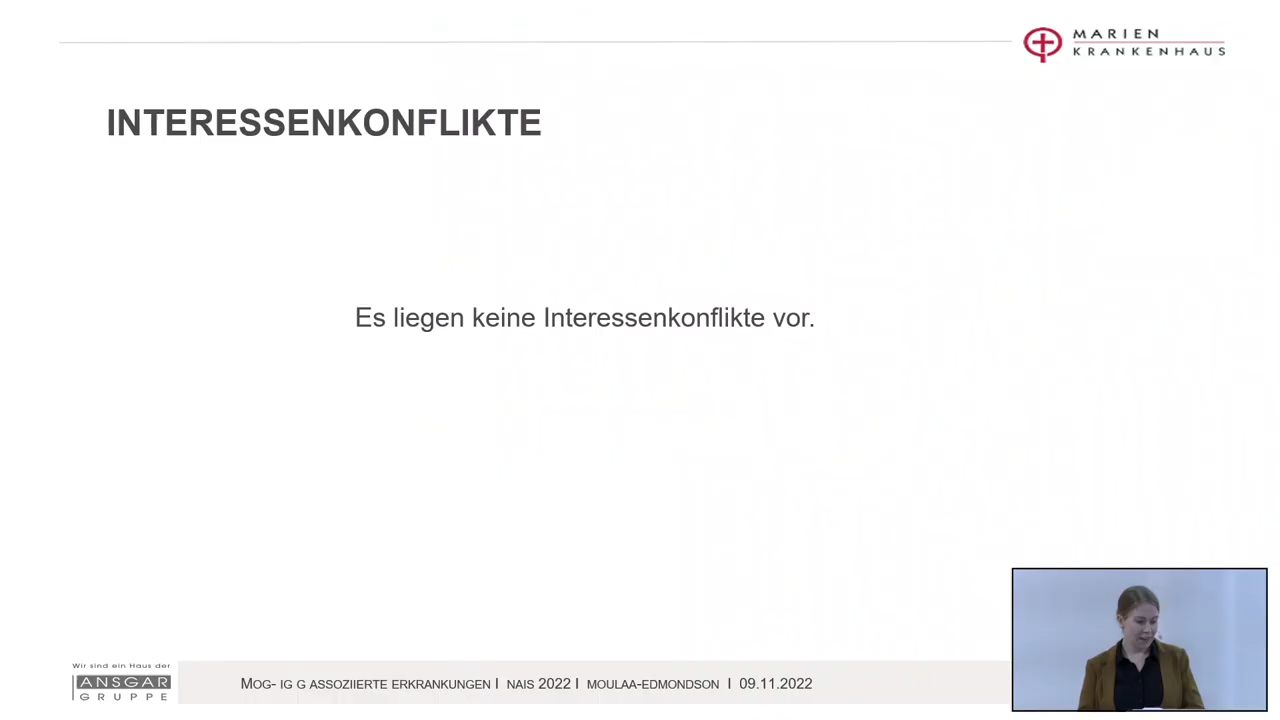 MARIEN
KRANKENHAUS
INTERESSENKONFLIKTE
Es liegen keine Interessenkonflikte vor.
Wir sind ein Haus der
ANSGAR
GRUPPE
MOG- IG G ASSOZIIERTE ERKRANKUNGEN I NAIS 2022 I MOULAA-EDMONDSON I 09.11.2022